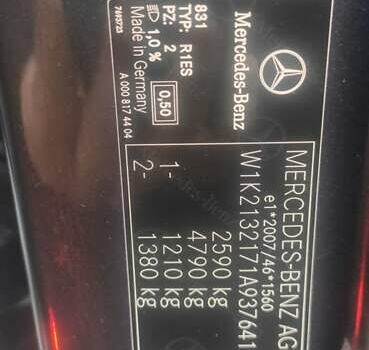 MERCEDES-BENZ AG
e1*2007/46*1560
W1K2132171A937641
2590 kg
4790 kg
1- 1210 kg
2- 1380 kg
Mercedes-Benz
831
TYP: R1ES
PZ: 2
1,0 %
0,50
Made in Germany
A 000 817 44 04